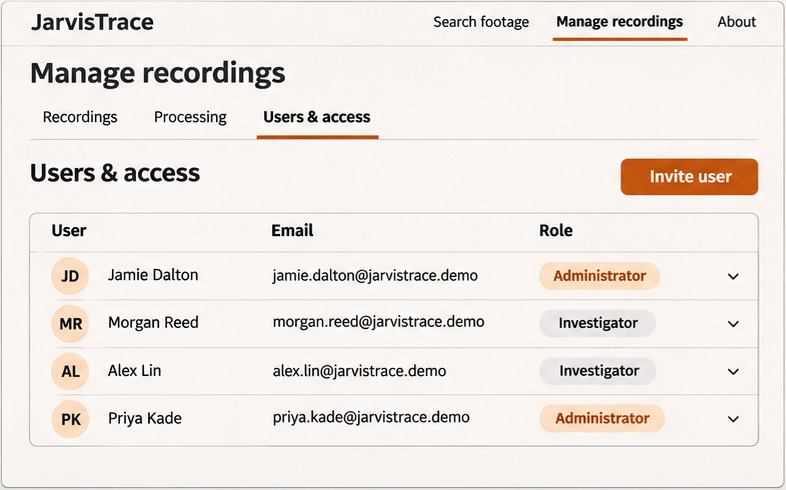 JarvisTrace Search footage Manage recordings About
Manage recordings
Recordings Processing Users & access
Users & access Invite user
User Email Role
JD Jamie Dalton jamie.dalton@jarvistrace.demo Administrator
MR Morgan Reed morgan.reed@jarvistrace.demo Investigator
AL Alex Lin alex.lin@jarvistrace.demo Investigator
PK Priya Kade priya.kade@jarvistrace.demo Administrator